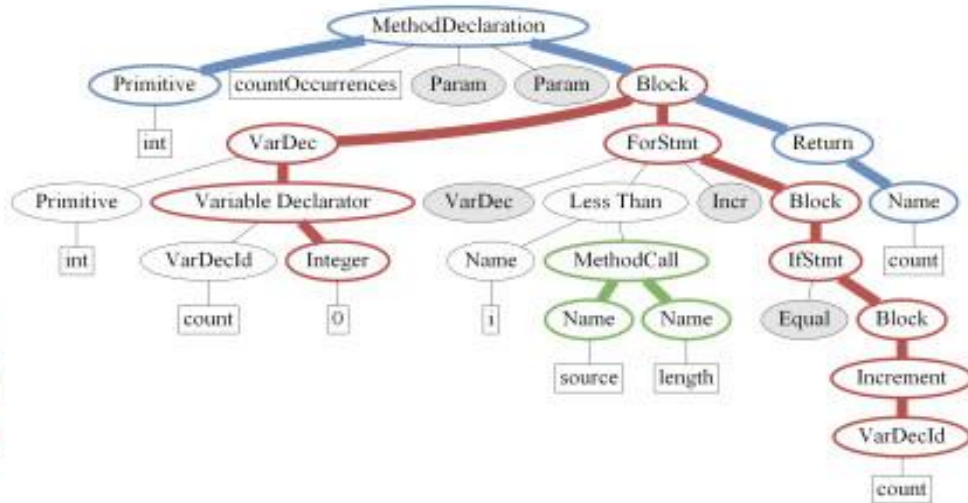 MethodDeclaration
Primitive countOccurrences Param Param Block
int VarDec ForStmt Return
Primitive Variable Declarator VarDec Less Than Incr Block Name
int VarDecId Integer Name MethodCall IfStmt count
count 0 i Name Name Equal Block
source length Increment
VarDecId
count